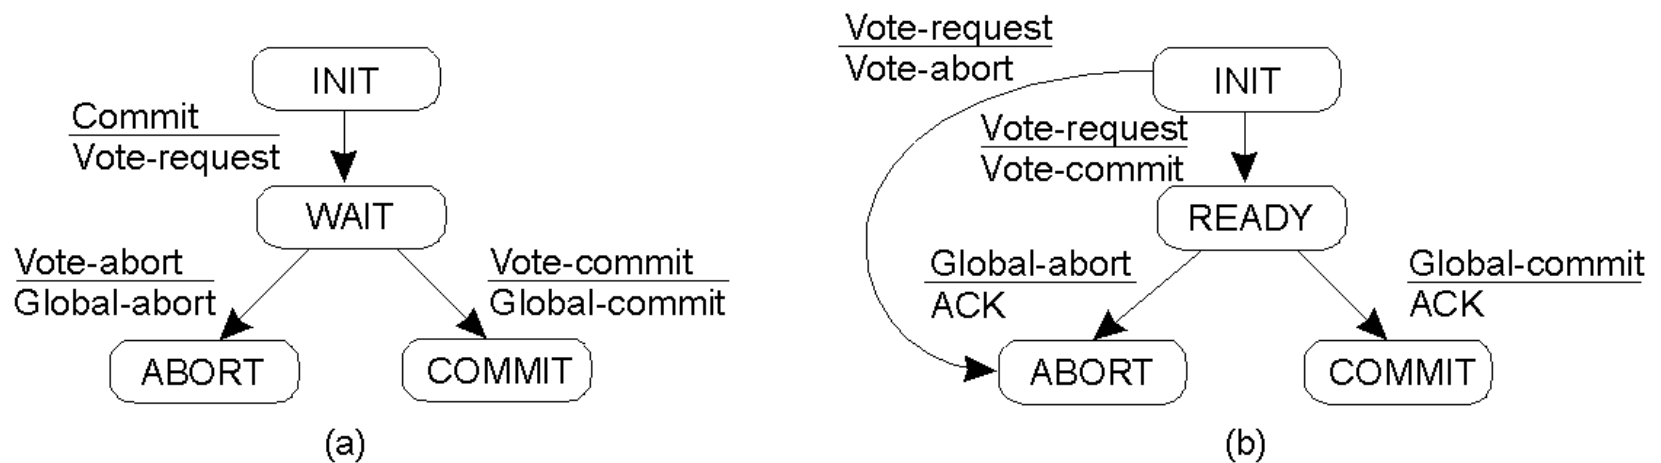 INIT
Commit
Vote-request
WAIT
Vote-abort
Global-abort
Vote-commit
Global-commit
ABORT
COMMIT
(a)
Vote-request
Vote-abort
INIT
Vote-request
Vote-commit
READY
Global-abort
ACK
Global-commit
ACK
ABORT
COMMIT
(b)